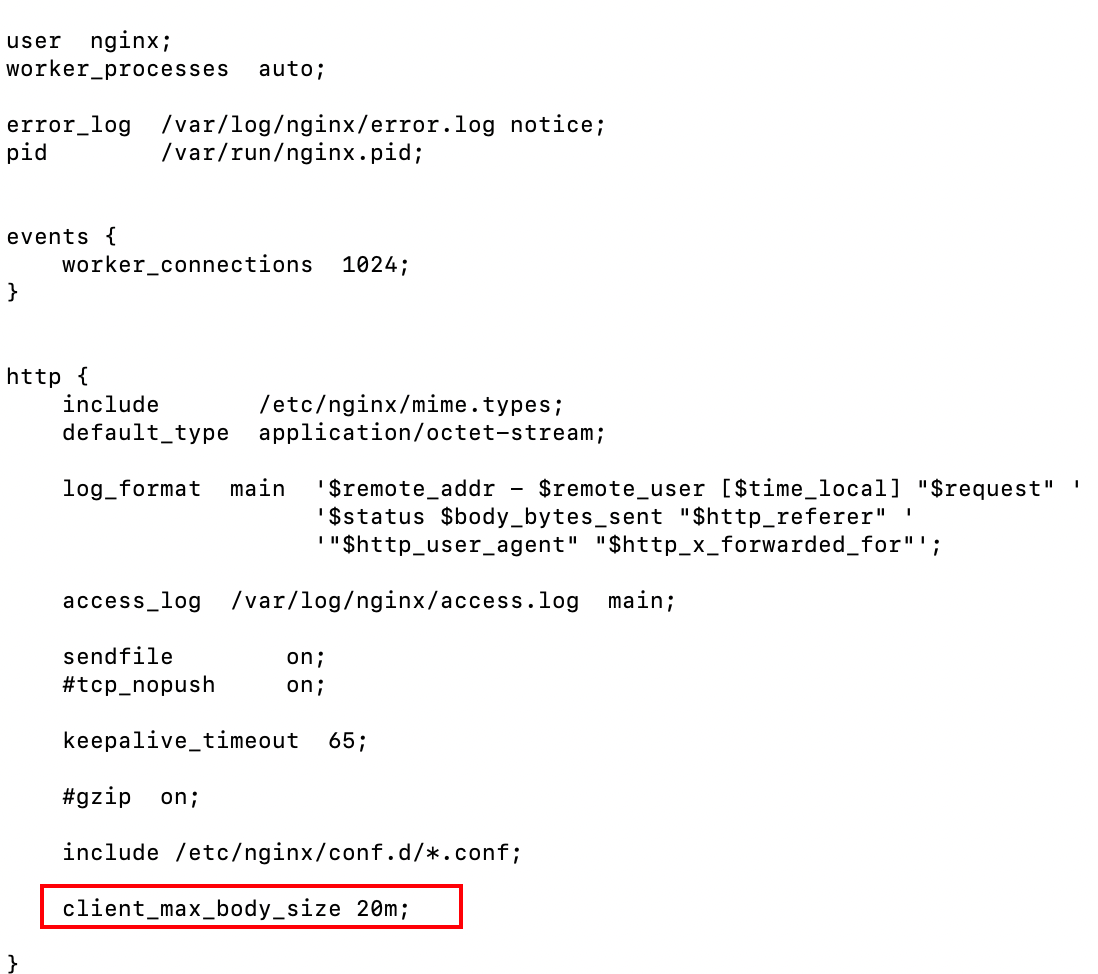 user  nginx;
worker_processes  auto;

error_log  /var/log/nginx/error.log notice;
pid        /var/run/nginx.pid;


events {
    worker_connections  1024;
}


http {
    include       /etc/nginx/mime.types;
    default_type  application/octet-stream;

    log_format  main  '$remote_addr - $remote_user [$time_local] "$request" '
                      '$status $body_bytes_sent "$http_referer" '
                      '"$http_user_agent" "$http_x_forwarded_for"';

    access_log  /var/log/nginx/access.log  main;

    sendfile        on;
    #tcp_nopush     on;

    keepalive_timeout  65;

    #gzip  on;

    include /etc/nginx/conf.d/*.conf;

    client_max_body_size 20m;

}